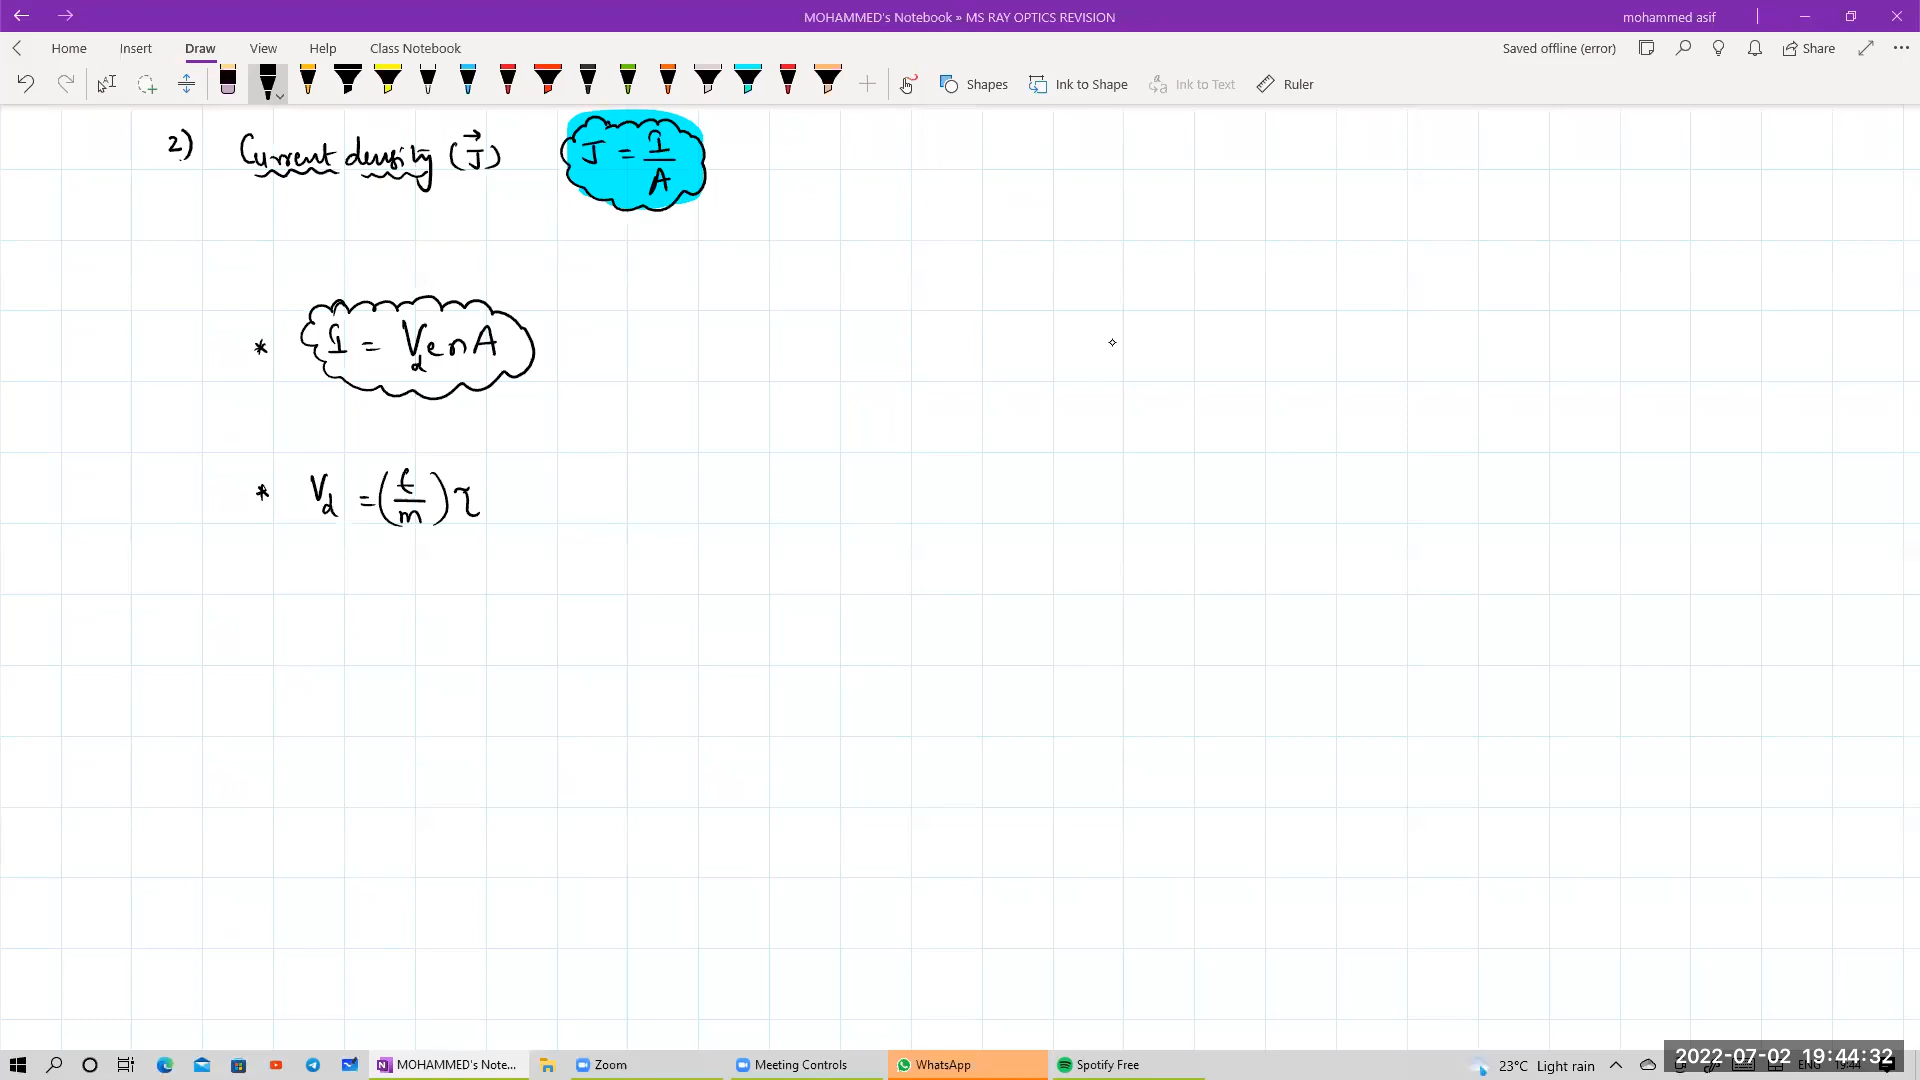 MOHAMMED's Notebook » MS RAY OPTICS REVISION
mohammed asif
Home Insert Draw View Help Class Notebook
Saved offline (error) Share
Shapes Ink to Shape Ink to Text Ruler
2) Current density (J⃗) J = I/A
* I = V_d e n A
* V_d = ( /m) τ
MOHAMMED's Note... Zoom Meeting Controls WhatsApp Spotify Free 23°C Light rain
2022-07-02 19:44:32